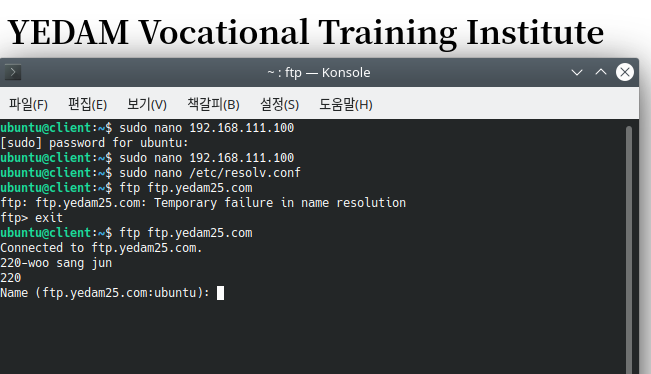 YEDAM Vocational Training Institute
~ : ftp — Konsole
파일(F) 편집(E) 보기(V) 책갈피(B) 설정(S) 도움말(H)
ubuntu@client:~$ sudo nano 192.168.111.100
[sudo] password for ubuntu:
ubuntu@client:~$ sudo nano 192.168.111.100
ubuntu@client:~$ sudo nano /etc/resolv.conf
ubuntu@client:~$ ftp ftp.yedam25.com
ftp: ftp.yedam25.com: Temporary failure in name resolution
ftp> exit
ubuntu@client:~$ ftp ftp.yedam25.com
Connected to ftp.yedam25.com.
220-woo sang jun
220
Name (ftp.yedam25.com:ubuntu):